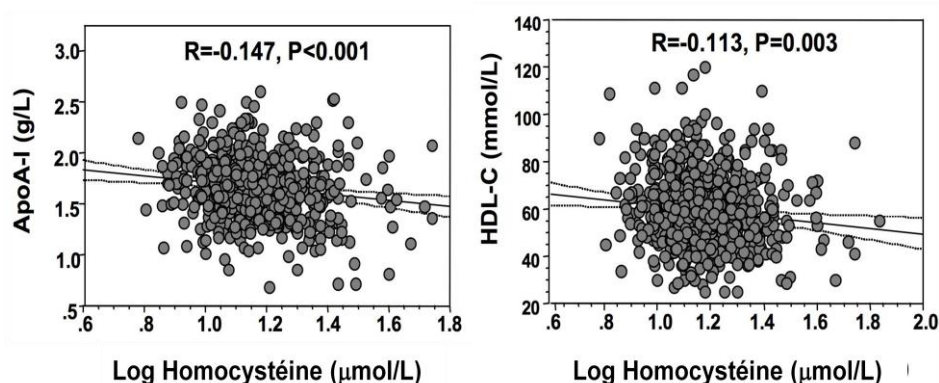 R=-0.147, P<0.001
ApoA-I (g/L)
3.0
2.5
2.0
1.5
1.0
.5
.6 .8 1.0 1.2 1.4 1.6 1.8
Log Homocystéine (μmol/L)
R=-0.113, P=0.003
HDL-C (mmol/L)
140
120
100
80
60
40
20
.6 .8 1.0 1.2 1.4 1.6 1.8 2.0
Log Homocystéine (μmol/L)